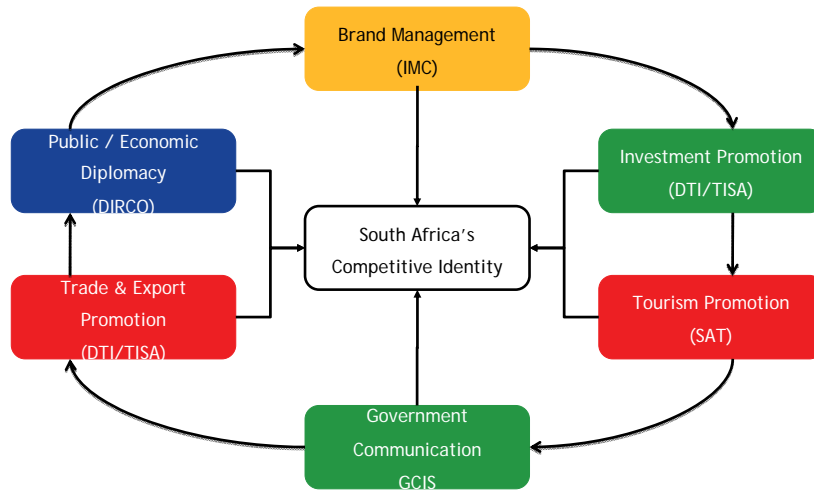 Brand Management
(IMC)
Public / Economic
Diplomacy
(DIRCO)
Investment Promotion
(DTI/TISA)
South Africa's
Competitive Identity
Trade & Export
Promotion
(DTI/TISA)
Tourism Promotion
(SAT)
Government
Communication
GCIS